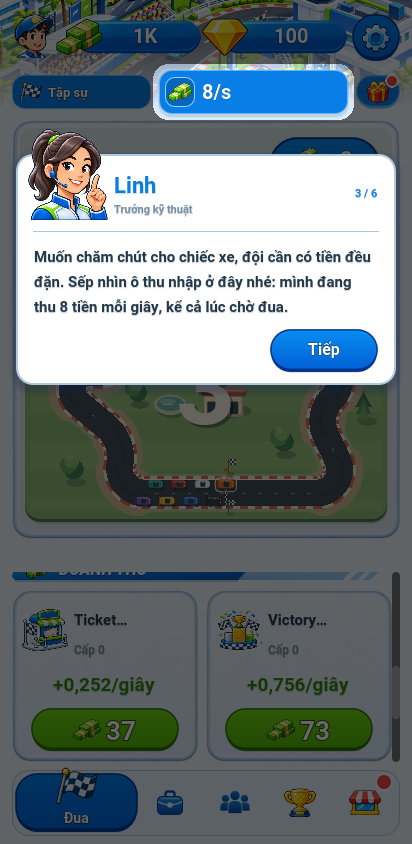 1K
100
Tập sự
8/s
Linh
Trưởng kỹ thuật
3 / 6
Muốn chăm chút cho chiếc xe, đội cần có tiền đều
đặn. Sếp nhìn ô thu nhập ở đây nhé: mình đang
thu 8 tiền mỗi giây, kể cả lúc chờ đua.
Tiếp
Ticket...
Cấp 0
+0,252/giây
37
Victory...
Cấp 0
+0,756/giây
73
Đua